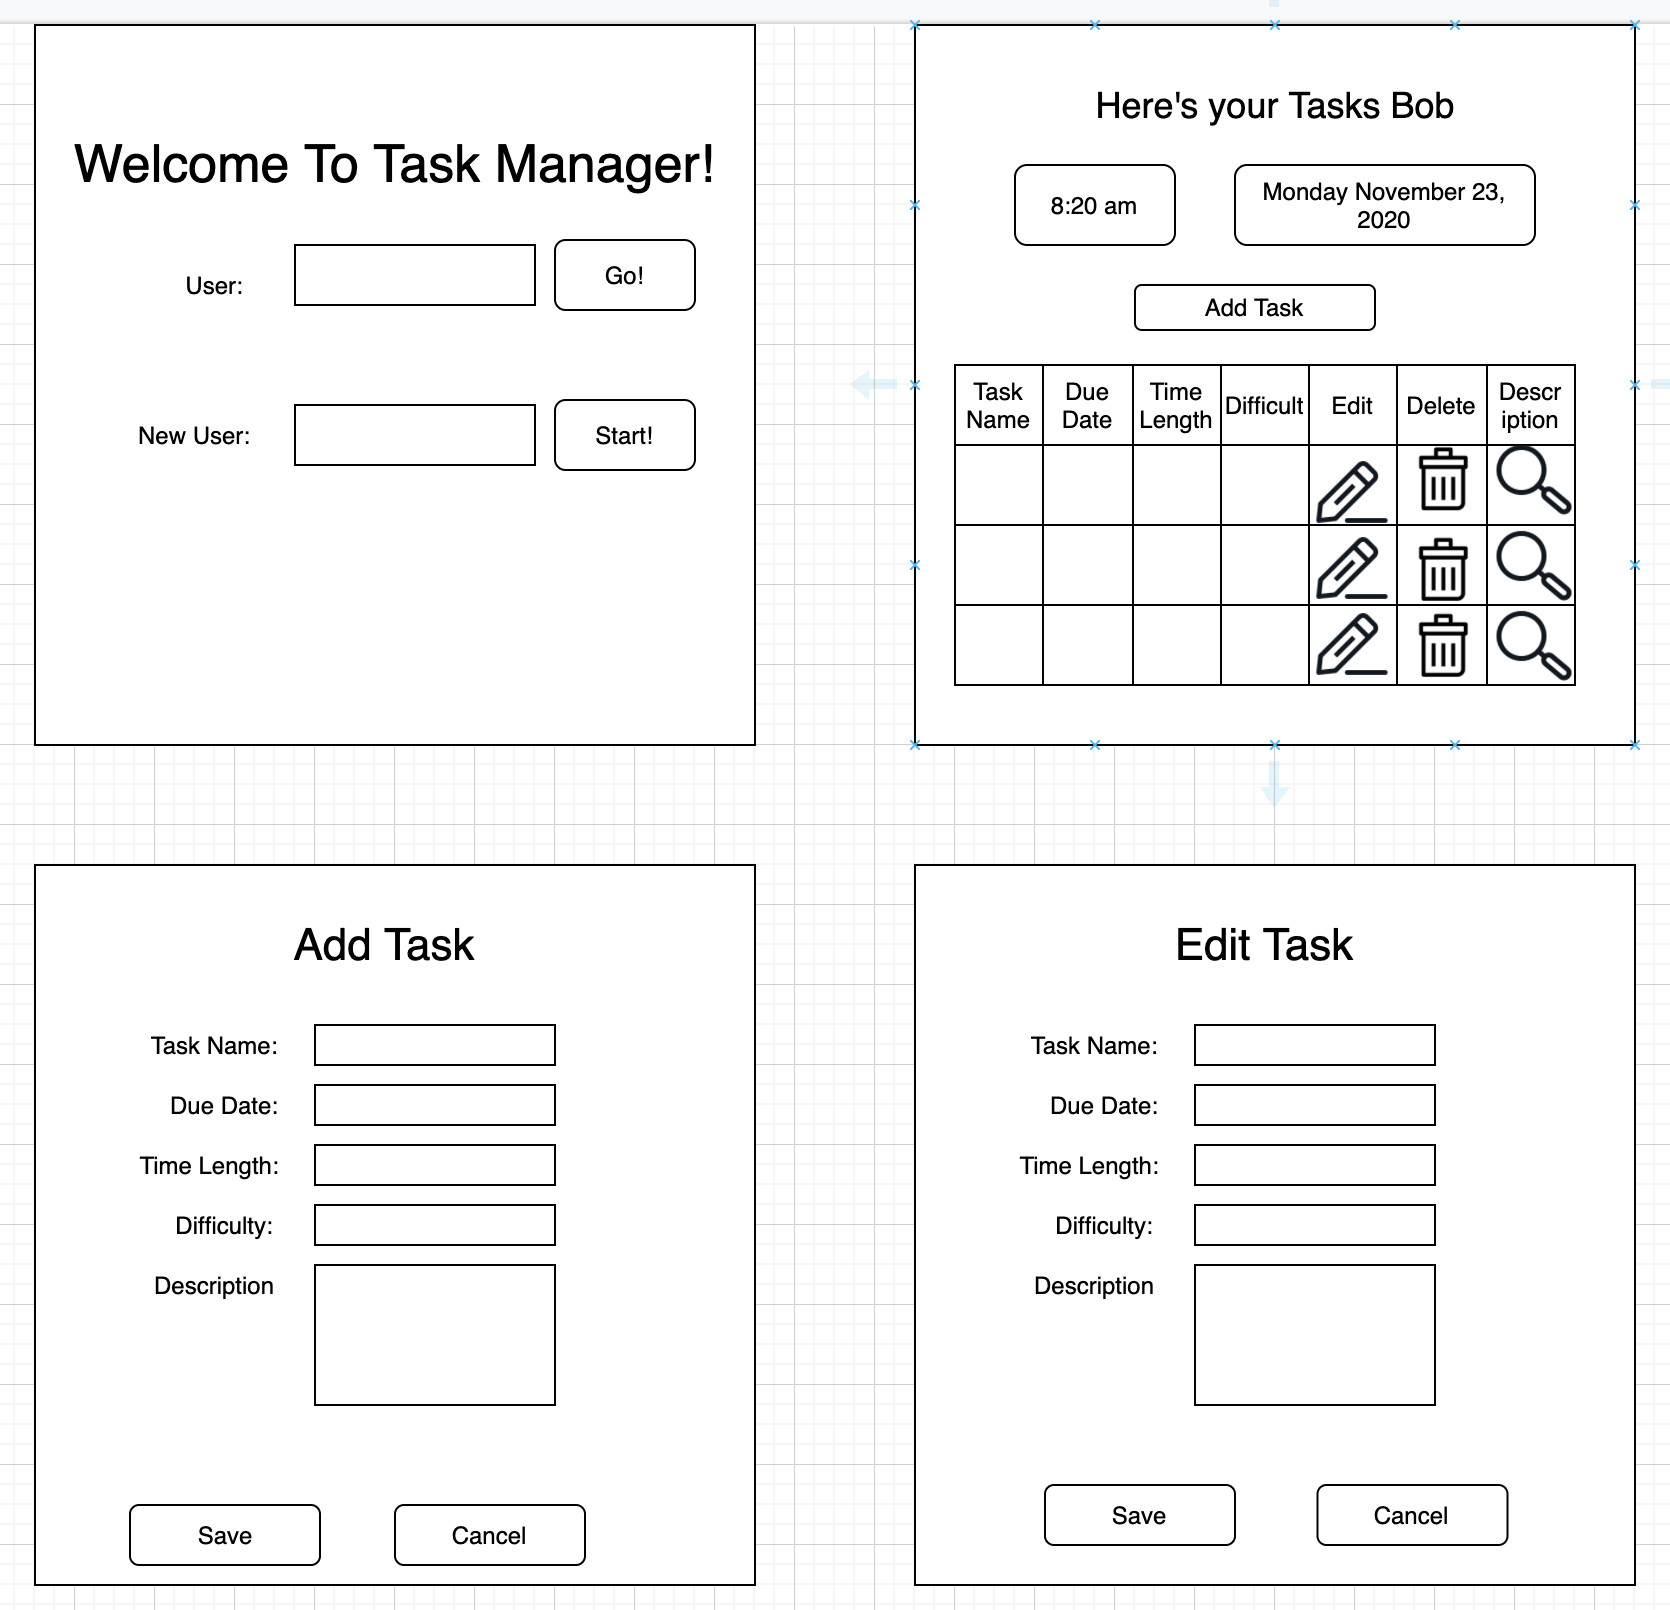 Welcome To Task Manager!
User:
Go!
New User:
Start!
Here's your Tasks Bob
8:20 am
Monday November 23,
2020
Add Task
Task
Name
Due
Date
Time
Length
Difficult
Edit
Delete
Descr
iption
Add Task
Task Name:
Due Date:
Time Length:
Difficulty:
Description
Save
Cancel
Edit Task
Task Name:
Due Date:
Time Length:
Difficulty:
Description
Save
Cancel